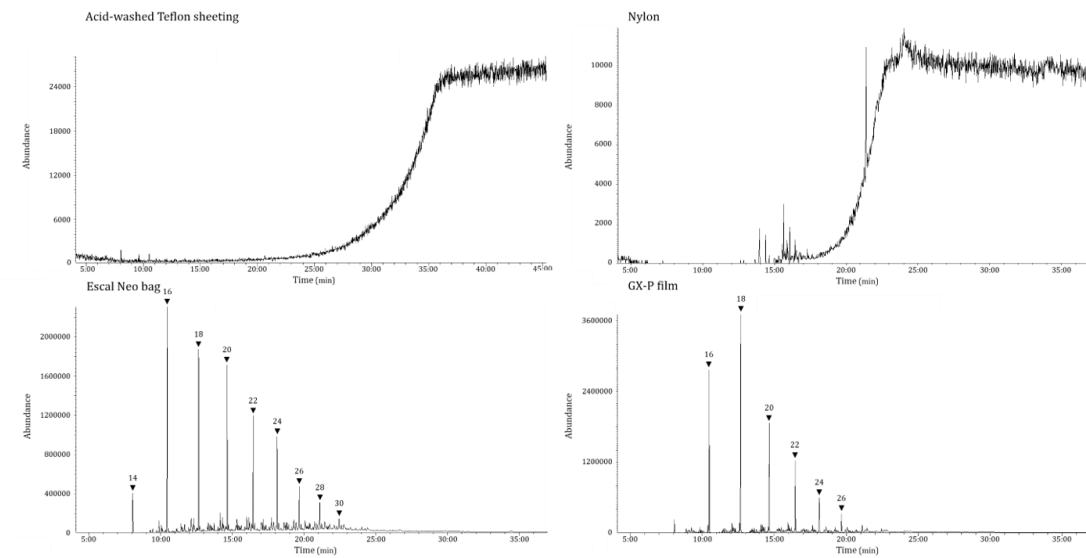 Acid-washed Teflon sheeting
Abundance
24000
18000
12000
6000
0
5:00 10:00 15:00 20:00 25:00 30:00 35:00 40:00 45:00
Time (min)
Nylon
Abundance
10000
8000
6000
4000
2000
0
5:00 10:00 15:00 20:00 25:00 30:00 35:00
Time (min)
Escal Neo bag
Abundance
2000000
1600000
1200000
800000
400000
0
14 16 18 20 22 24 26 28 30
5:00 10:00 15:00 20:00 25:00 30:00 35:00
Time (min)
GX-P film
Abundance
3600000
2400000
1200000
0
16 18 20 22 24 26
5:00 10:00 15:00 20:00 25:00 30:00 35:00
Time (min)